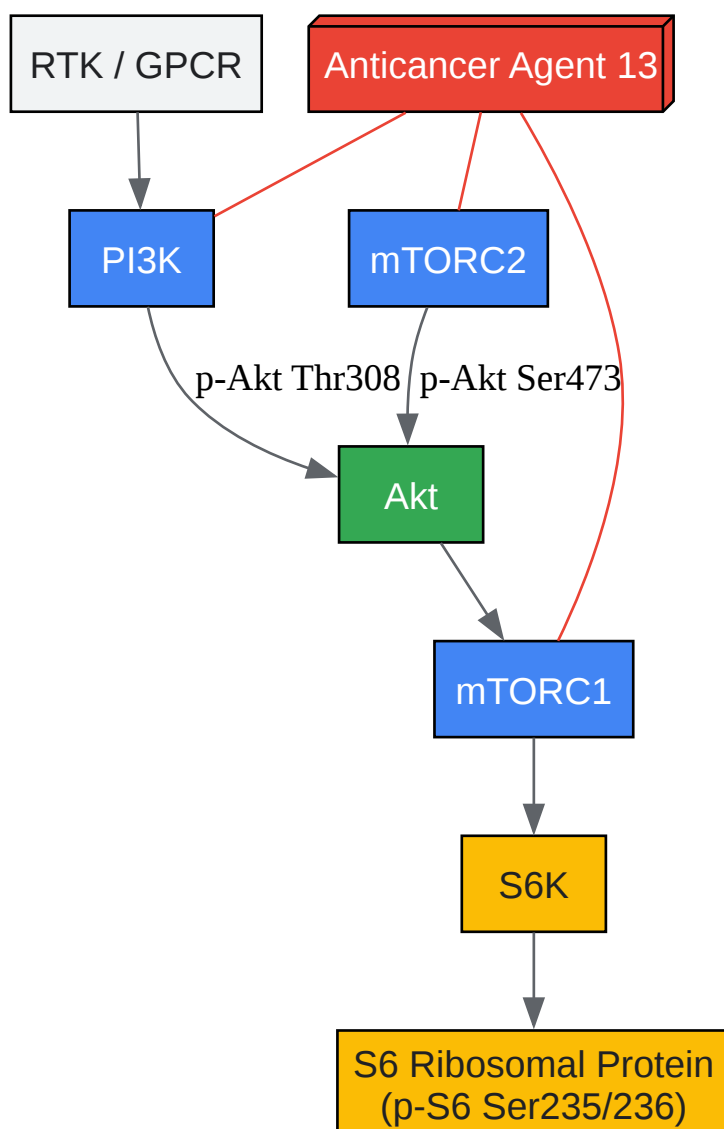 RTK / GPCR
Anticancer Agent 13
PI3K
mTORC2
p-Akt Thr308
p-Akt Ser473
Akt
mTORC1
S6K
S6 Ribosomal Protein
(p-S6 Ser235/236)